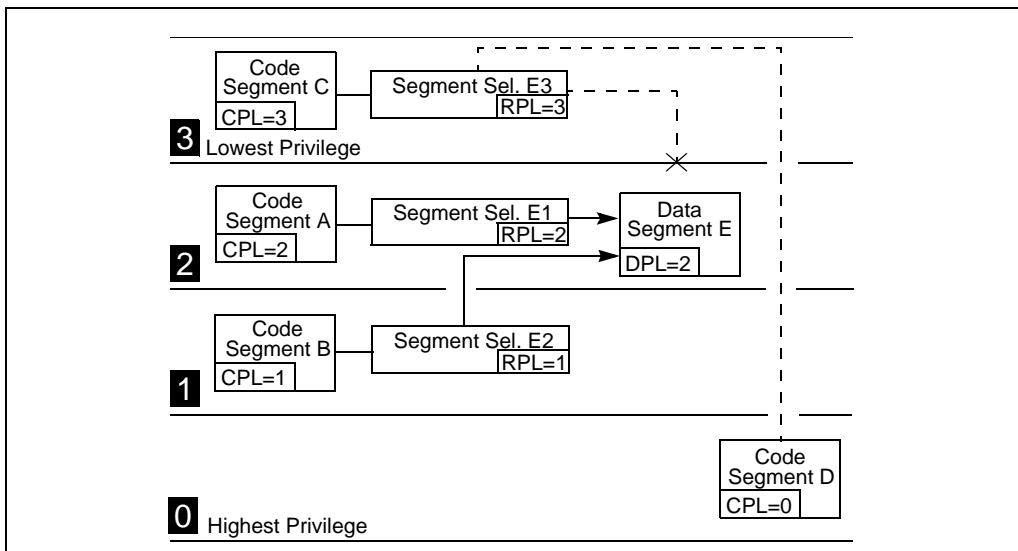 Code
Segment C
CPL=3
Segment Sel. E3
RPL=3
3
Lowest Privilege
Code
Segment A
CPL=2
Segment Sel. E1
RPL=2
Data
Segment E
DPL=2
2
Code
Segment B
CPL=1
Segment Sel. E2
RPL=1
1
Code
Segment D
CPL=0
0
Highest Privilege